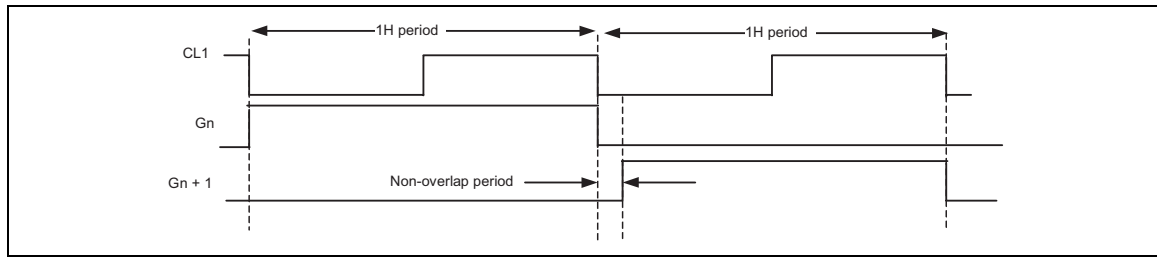 1H period
1H period
CL1
Gn
Gn + 1
Non-overlap period